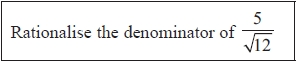 Rationalise the denominator of 5/√12